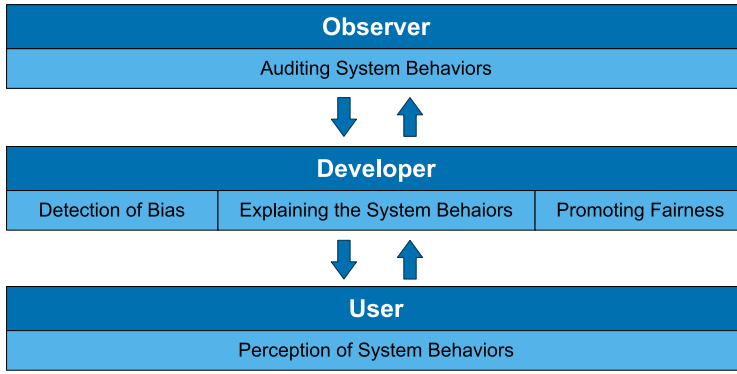 Observer
Auditing System Behaviors
Developer
Detection of Bias
Explaining the System Behaiors
Promoting Fairness
User
Perception of System Behaviors